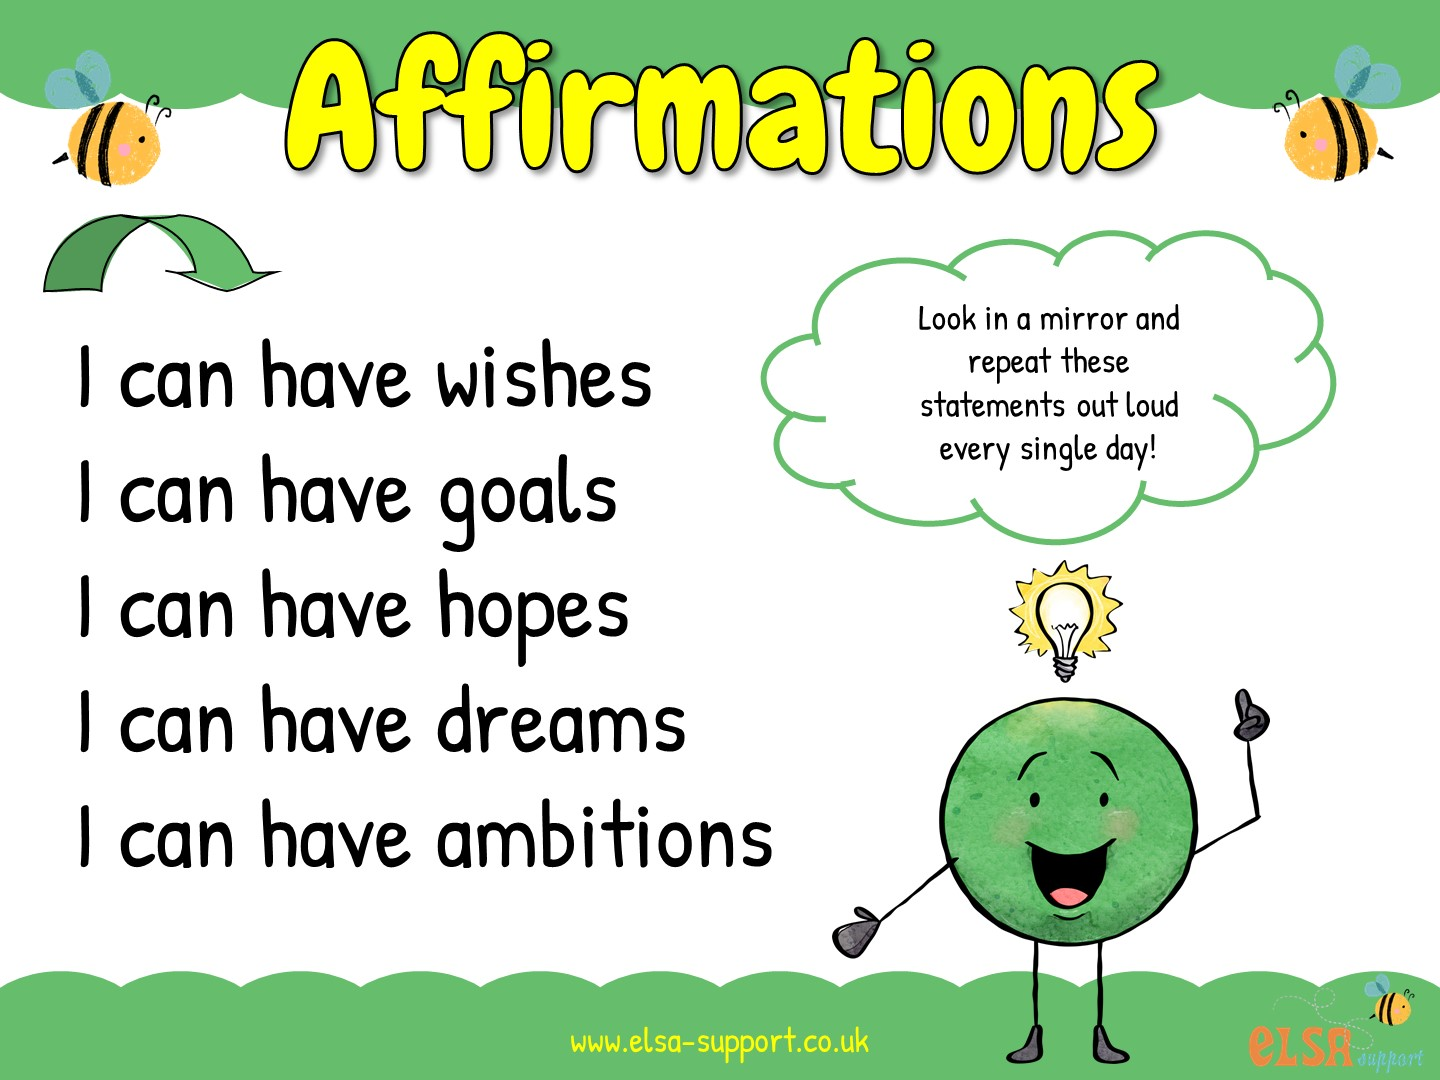 Affirmations
I can have wishes
I can have goals
I can have hopes
I can have dreams
I can have ambitions
Look in a mirror and
repeat these
statements out loud
every single day!
www.elsa-support.co.uk
ELSA
support